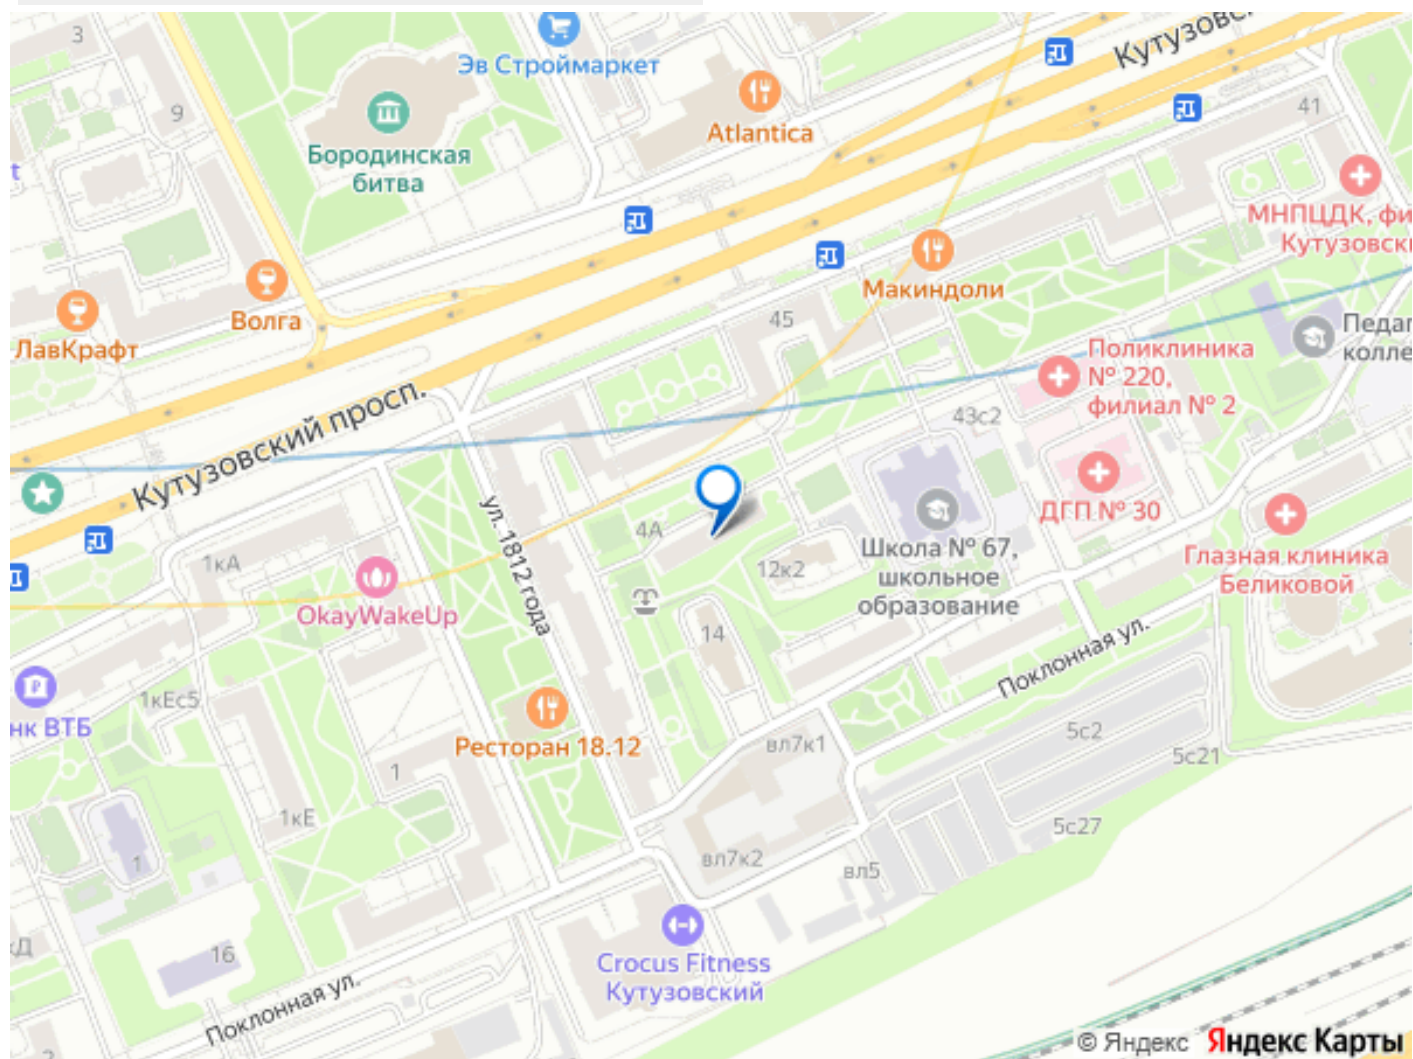 3
Эв Строймаркет
Кутузовс
9
Atlantica
41
Бородинская
битва
t
МНПЦДК, фи
Кутузовскі
Макиндоли
Волга
45
ЛавКрафт
Педаг
колле
Поликлиника
№ 220,
филиал № 2
Кутузовский просп.
43с2
ул. 1812 года
4А
ДГП № 30
Школа № 67,
школьное
образование
Глазная клиника
Беликовой
1кА
12к2
OkayWakeUp
14
Поклонная ул.
1кЕс5
нк ВТБ
Ресторан 18.12
вл7к1
5с2
5с21
1
1кЕ
5с27
1
вл7к2
вл5
кД
16
Crocus Fitness
Кутузовский
Поклонная ул.
© Яндекс Яндекс Карты